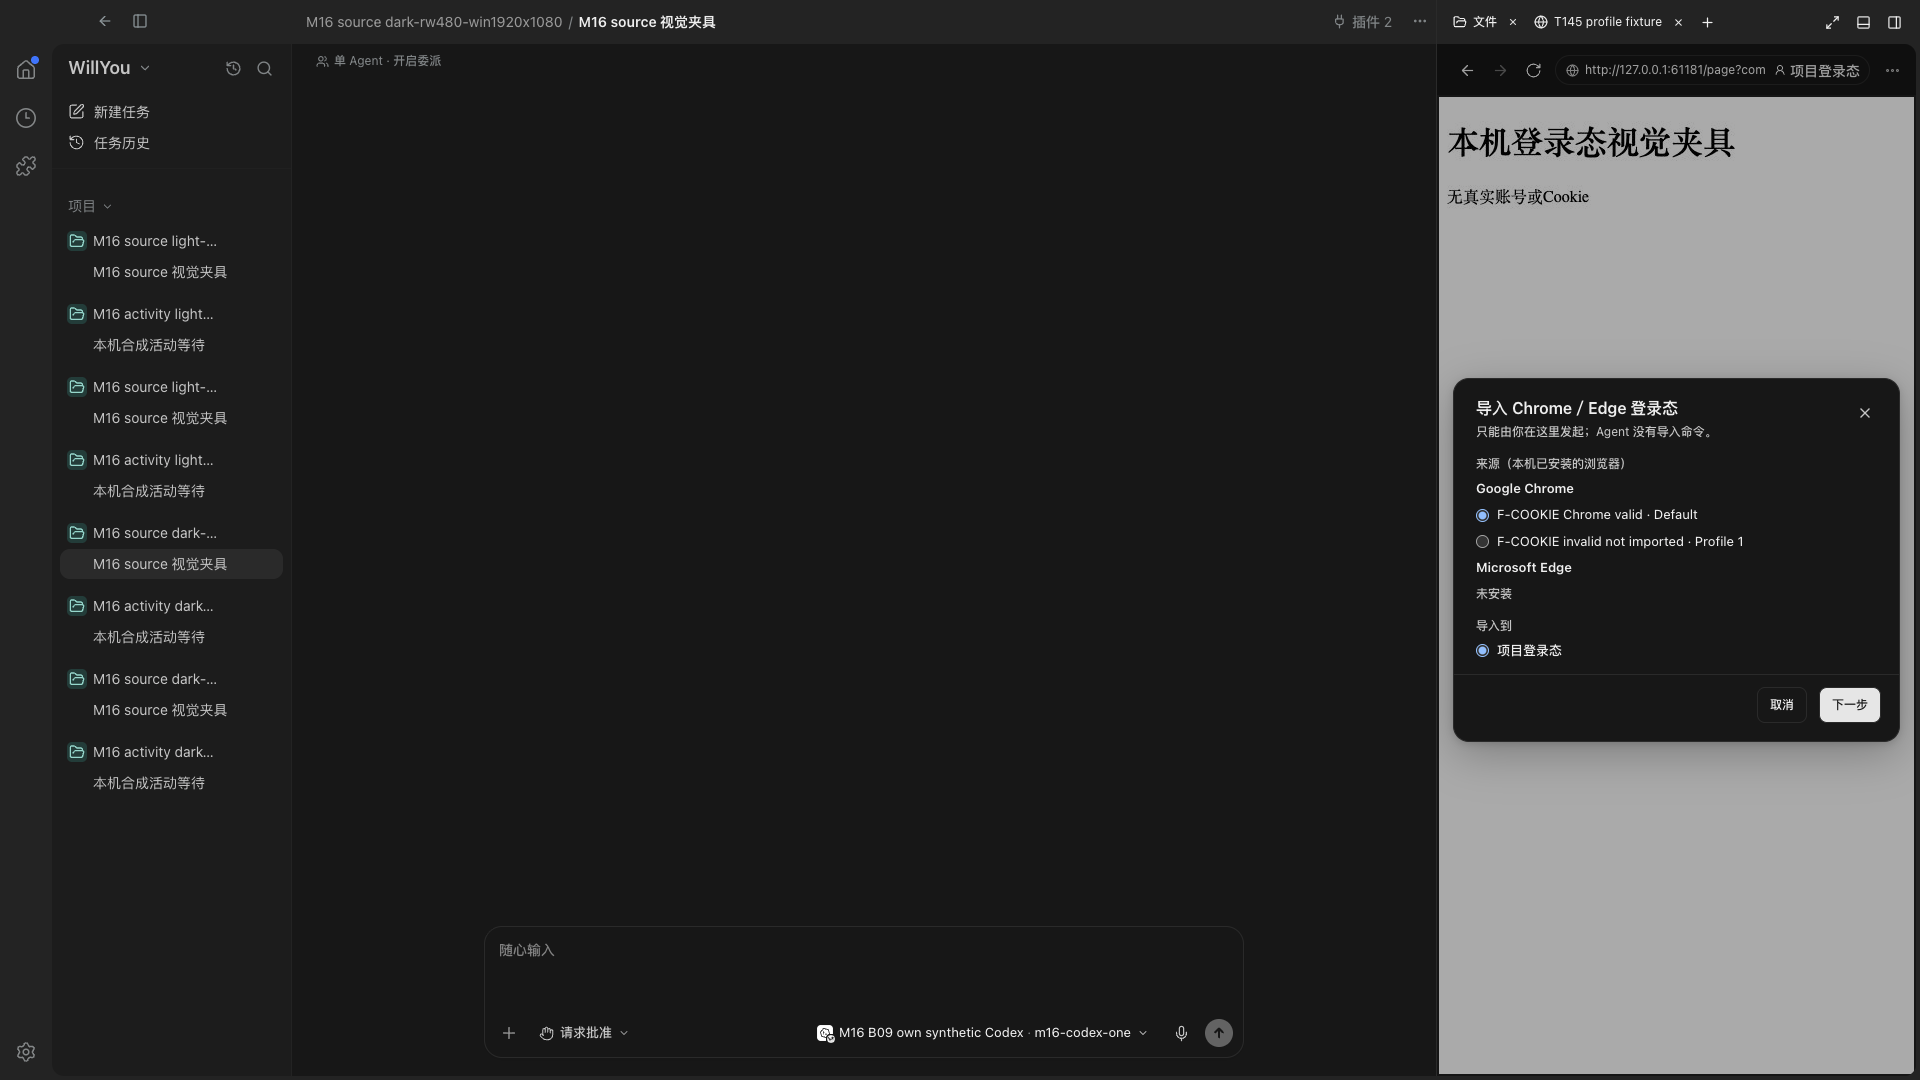 M16 source dark-rw480-win1920x1080 / M16 source 视觉夹具
插件 2
文件
T145 profile fixture
WillYou
新建任务
任务历史
项目
M16 source light-...
M16 source 视觉夹具
M16 activity light...
本机合成活动等待
M16 source light-...
M16 source 视觉夹具
M16 activity light...
本机合成活动等待
M16 source dark-...
M16 source 视觉夹具
M16 activity dark...
本机合成活动等待
M16 source dark-...
M16 source 视觉夹具
M16 activity dark...
本机合成活动等待
单 Agent · 开启委派
随心输入
请求批准
M16 B09 own synthetic Codex · m16-codex-one
http://127.0.0.1:61181/page?com
项目登录态
本机登录态视觉夹具
无真实账号或Cookie
导入 Chrome / Edge 登录态
只能由你在这里发起；Agent 没有导入命令。
来源（本机已安装的浏览器）
Google Chrome
F-COOKIE Chrome valid · Default
F-COOKIE invalid not imported · Profile 1
Microsoft Edge
未安装
导入到
项目登录态
取消
下一步